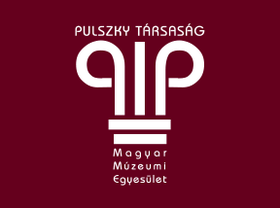 PULSZKY TÁRSASÁG
Magyar
Múzeumi
Egyesület